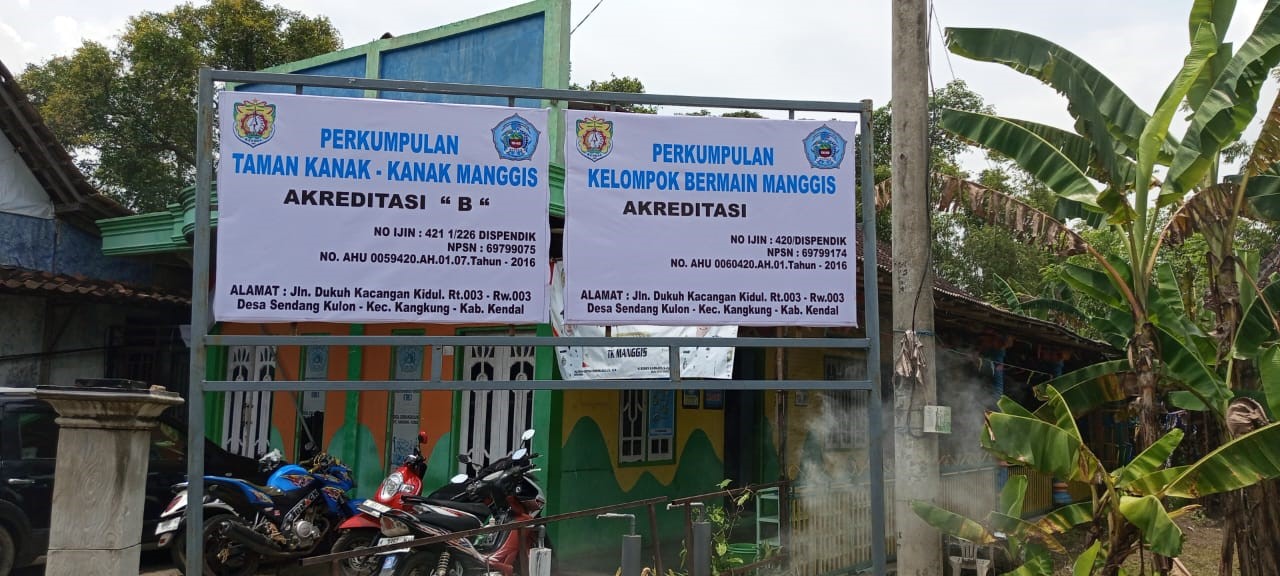 PERKUMPULAN
TAMAN KANAK - KANAK MANGGIS
AKREDITASI " B "
NO IJIN : 421 1/226 DISPENDIK
NPSN : 69799075
NO. AHU 0059420.AH.01.07.Tahun - 2016
ALAMAT : Jln. Dukuh Kacangan Kidul. Rt.003 - Rw.003
Desa Sendang Kulon - Kec. Kangkung - Kab. Kendal
PERKUMPULAN
KELOMPOK BERMAIN MANGGIS
AKREDITASI
NO IJIN : 420/DISPENDIK
NPSN : 69799174
NO. AHU 0060420.AH.01.Tahun - 2016
ALAMAT : Jln. Dukuh Kacangan Kidul. Rt.003 - Rw.003
Desa Sendang Kulon - Kec. Kangkung - Kab. Kendal
TK MANGGIS